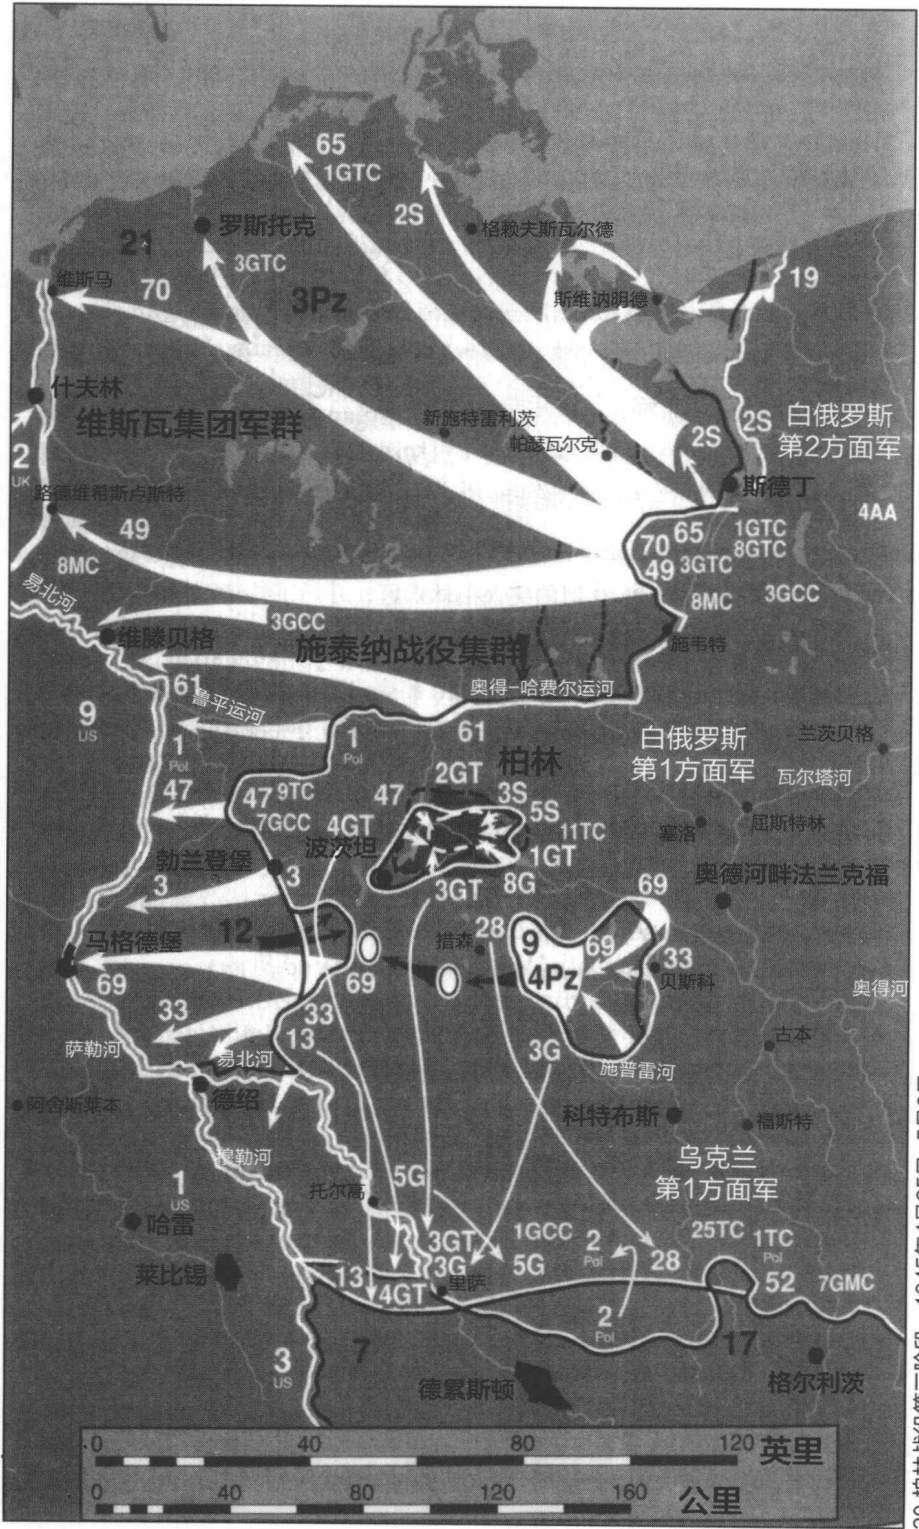 65
1GTC
2S
罗斯托克
格赖夫斯瓦尔德
21
3GTC
维斯马
70
3Pz
斯维讷明德
19
什夫林
维斯瓦集团军群
新施特雷利茨
帕瑟瓦尔克
2S
2S
白俄罗斯
第2方面军
2
UK
路德维希斯卢斯特
斯德丁
4AA
49
65
1GTC
8GTC
70
3GTC
49
8MC
8MC
3GCC
易北河
3GCC
维滕贝格
施泰纳战役集群
施韦特
61
奥得-哈费尔运河
鲁平运河
9
US
1
Pol
1
Pol
61
白俄罗斯
第1方面军
兰茨贝格
柏林
瓦尔塔河
2GT
47
47
9TC
47
3S
5S
7GCC
4GT
11TC
塞洛
屈斯特林
勃兰登堡
波茨坦
1GT
3
3
3GT
8G
奥德河畔法兰克福
69
12
28
马格德堡
措森
9
69
33
4Pz
贝斯科
69
69
奥得河
33
33
13
萨勒河
易北河
3G
施普雷河
古本
德绍
阿舍斯莱本
科特布斯
福斯特
穆勒河
乌克兰
第1方面军
1
US
托尔高
5G
哈雷
3GT
1GCC
2
Pol
25TC
1TC
Pol
3G
5G
28
莱比锡
13
4GT
里萨
52
7GMC
2
Pol
3
US
7
17
德累斯顿
格尔利茨
0 40 80 120 英里
0 40 80 120 160 公里